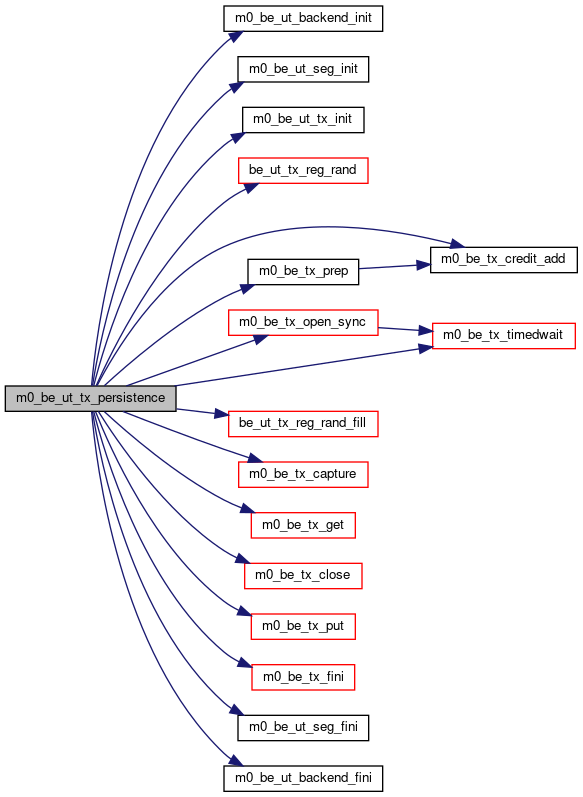 m0_be_ut_backend_init
m0_be_ut_seg_init
m0_be_ut_tx_init
be_ut_tx_reg_rand
m0_be_tx_credit_add
m0_be_tx_prep
m0_be_tx_open_sync
m0_be_tx_timedwait
m0_be_ut_tx_persistence
be_ut_tx_reg_rand_fill
m0_be_tx_capture
m0_be_tx_get
m0_be_tx_close
m0_be_tx_put
m0_be_tx_fini
m0_be_ut_seg_fini
m0_be_ut_backend_fini